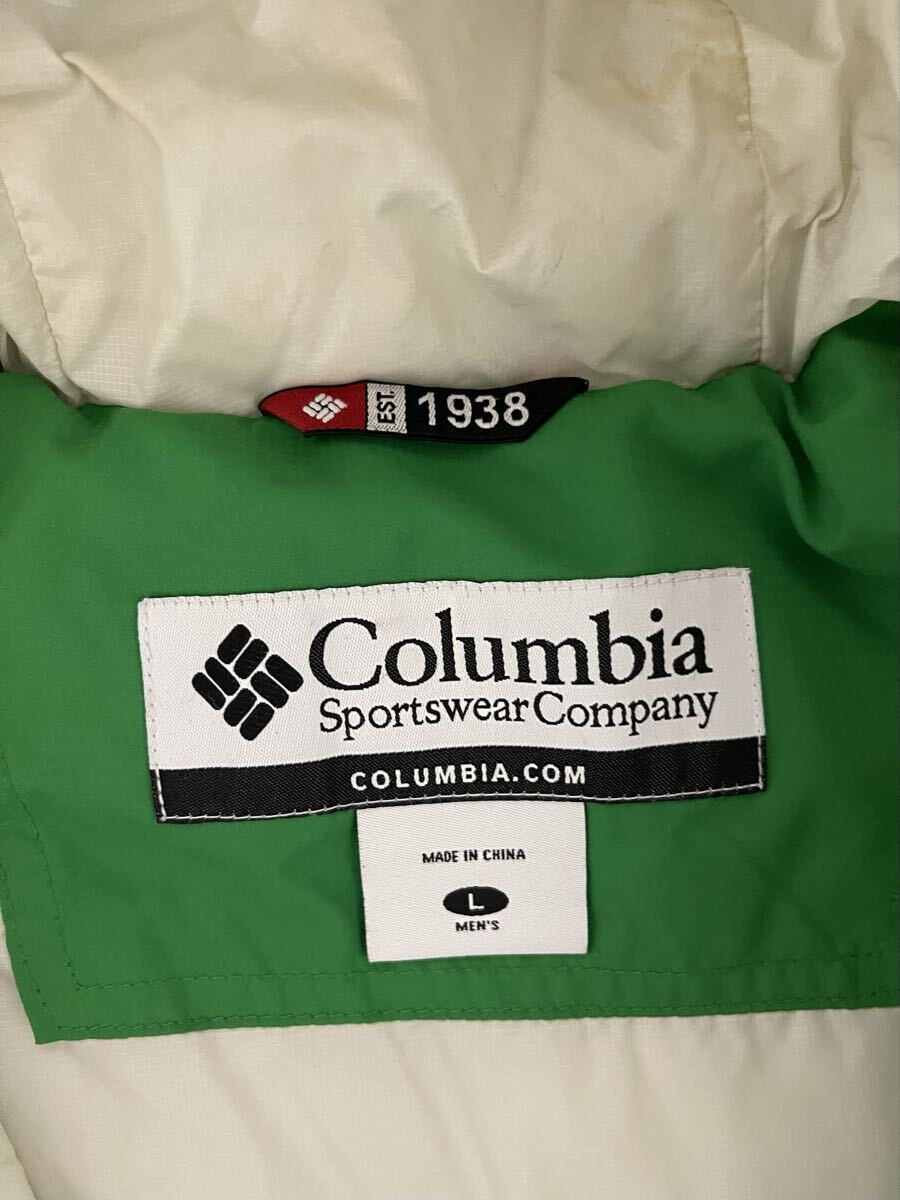 EST. 1938
Columbia
Sportswear Company
COLUMBIA.COM
MADE IN CHINA
L
MEN'S